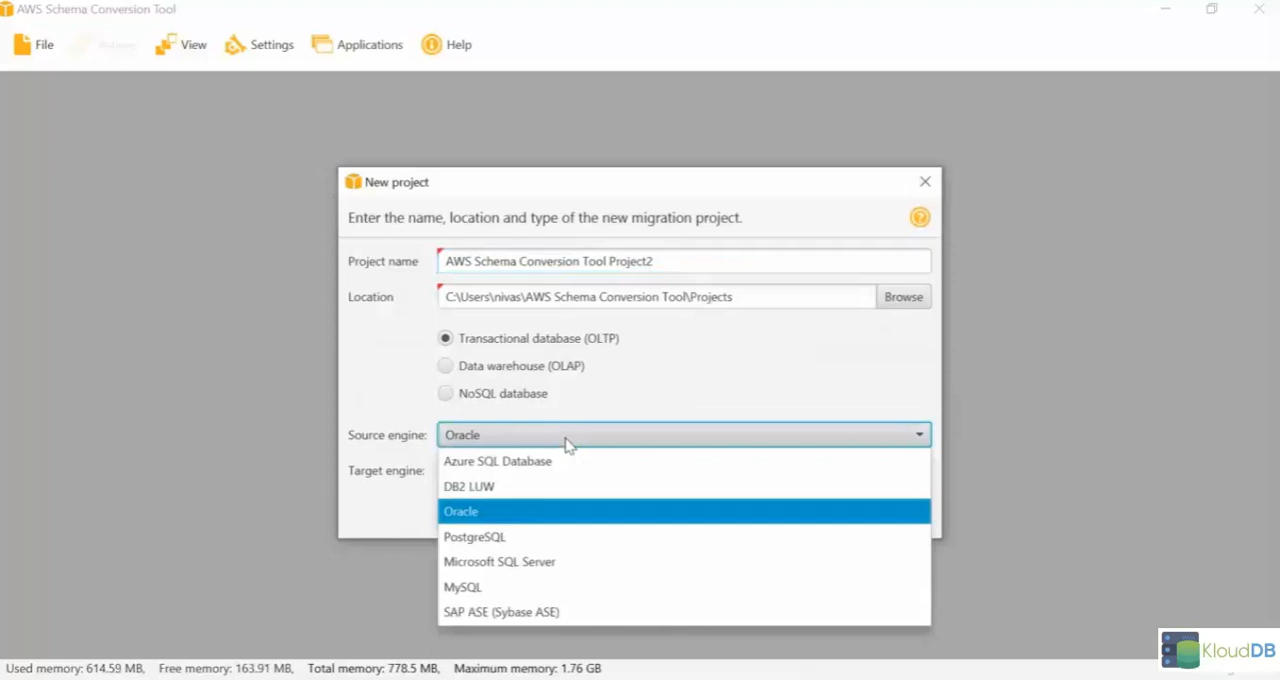 AWS Schema Conversion Tool
File View Settings Applications Help
New project
Enter the name, location and type of the new migration project.
Project name AWS Schema Conversion Tool Project2
Location C:\Users\nivas\AWS Schema Conversion Tool\Projects Browse
Transactional database (OLTP)
Data warehouse (OLAP)
NoSQL database
Source engine: Oracle
Azure SQL Database
Target engine:
DB2 LUW
Oracle
PostgreSQL
Microsoft SQL Server
MySQL
SAP ASE (Sybase ASE)
KloudDB
Used memory: 614.59 MB, Free memory: 163.91 MB, Total memory: 778.5 MB, Maximum memory: 1.76 GB